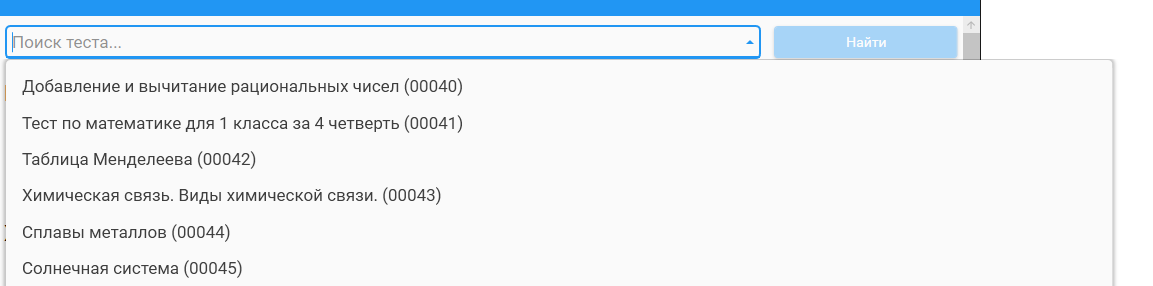 Поиск теста...
Найти
Добавление и вычитание рациональных чисел (00040)
Тест по математике для 1 класса за 4 четверть (00041)
Таблица Менделеева (00042)
Химическая связь. Виды химической связи. (00043)
Сплавы металлов (00044)
Солнечная система (00045)